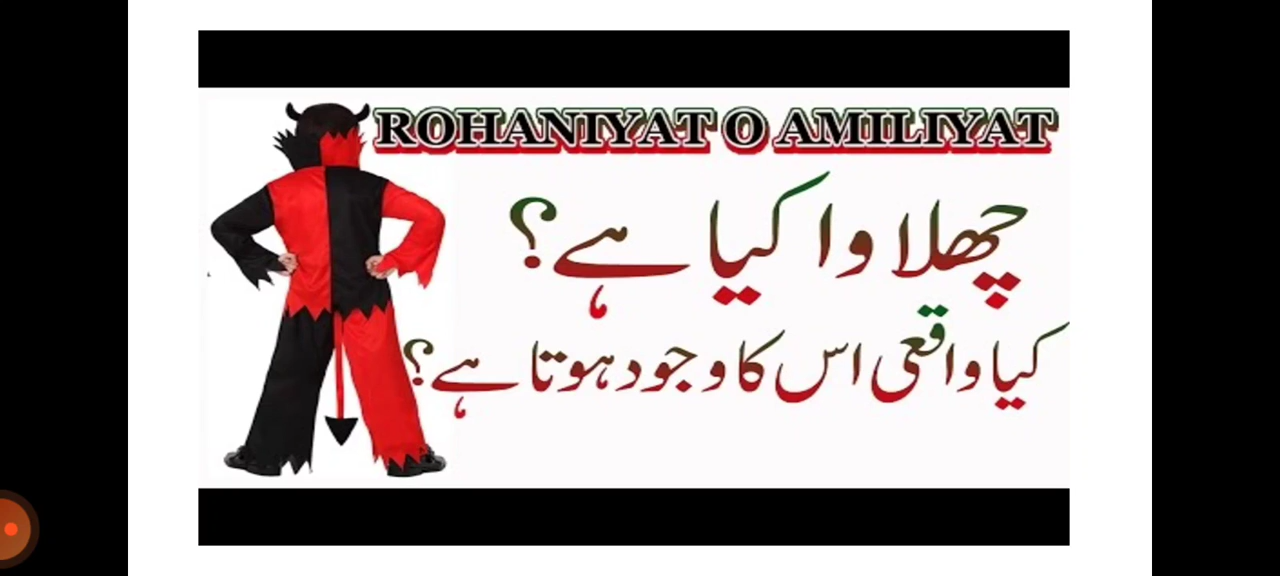 ROHANIYAT O AMILIYAT
چھلاوا کیا ہے؟
کیا واقعی اس کا وجود ہوتا ہے؟